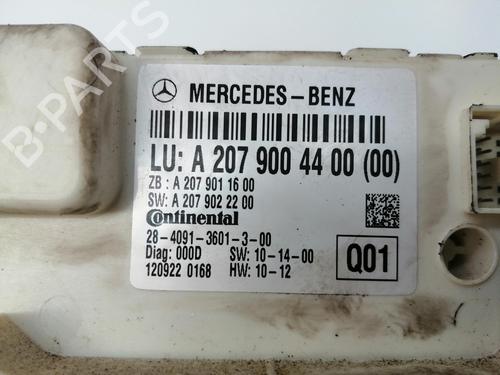 MERCEDES-BENZ
LU: A 207 900 44 00 (00)
ZB : A 207 901 16 00
SW: A 207 902 22 00
Continental
28-4091-3601-3-00
Diag: 000D SW: 10-14-00
120922 0168 HW: 10-12
Q01
B-PARTS